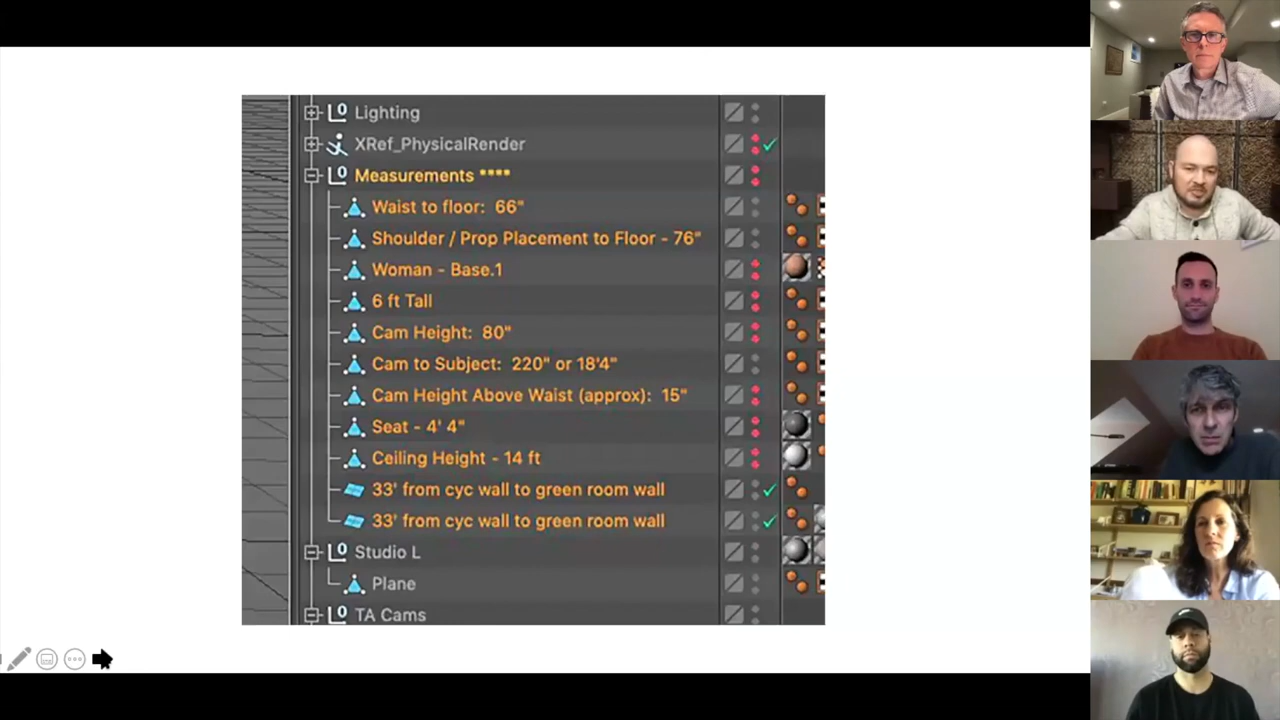 Lighting
XRef_PhysicalRender
Measurements ****
Waist to floor: 66"
Shoulder / Prop Placement to Floor - 76"
Woman - Base.1
6 ft Tall
Cam Height: 80"
Cam to Subject: 220" or 18'4"
Cam Height Above Waist (approx): 15"
Seat - 4' 4"
Ceiling Height - 14 ft
33' from cyc wall to green room wall
33' from cyc wall to green room wall
Studio L
Plane
TA Cams